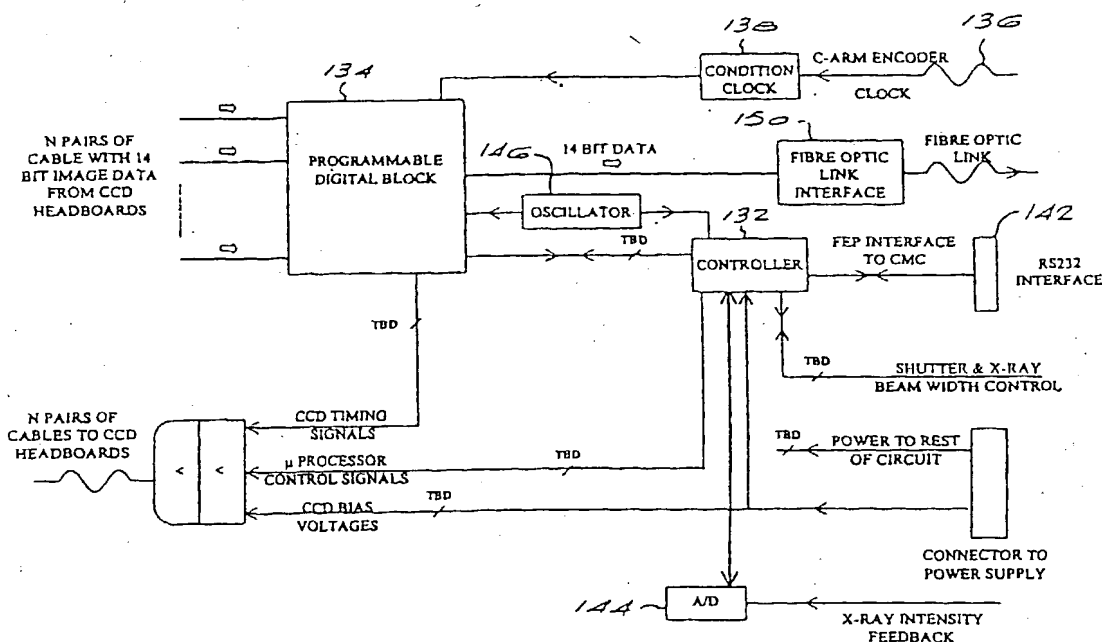 138
136
134
CONDITION
CLOCK
C-ARM ENCODER
CLOCK
150
N PAIRS OF
CABLE WITH 14
BIT IMAGE DATA
FROM CCD
HEADBOARDS
PROGRAMMABLE
DIGITAL BLOCK
146
14 BIT DATA
FIBRE OPTIC
LINK
INTERFACE
FIBRE OPTIC
LINK
OSCILLATOR
132
142
TBD
CONTROLLER
FEP INTERFACE
TO CMC
RS232
INTERFACE
TBD
TBD
SHUTTER & X-RAY
BEAM WIDTH CONTROL
N PAIRS OF
CABLES TO CCD
HEADBOARDS
< <
CCD TIMING
SIGNALS
μ PROCESSOR
CONTROL SIGNALS
TBD
CCD BIAS
VOLTAGES
TBD
TBD
POWER TO REST
OF CIRCUIT
CONNECTOR TO
POWER SUPPLY
144
A/D
X-RAY INTENSITY
FEEDBACK